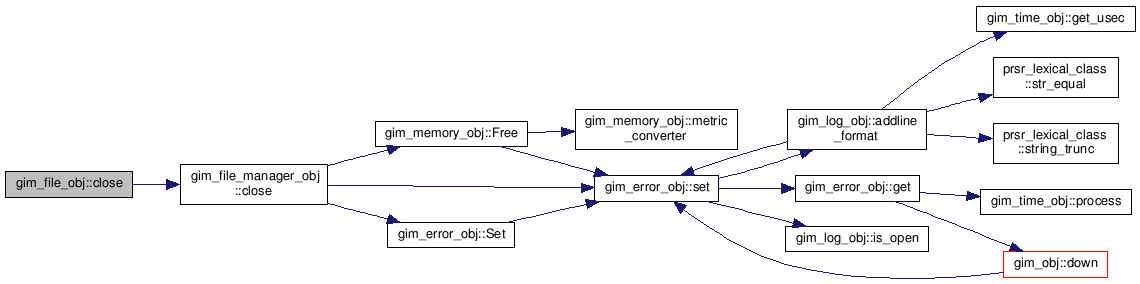 gim_file_obj::close
gim_file_manager_obj
::close
gim_memory_obj::Free
gim_error_obj::Set
gim_memory_obj::metric
_converter
gim_error_obj::set
gim_log_obj::addline
_format
gim_error_obj::get
gim_log_obj::is_open
gim_time_obj::get_usec
prsr_lexical_class
::str_equal
prsr_lexical_class
::string_trunc
gim_time_obj::process
gim_obj::down